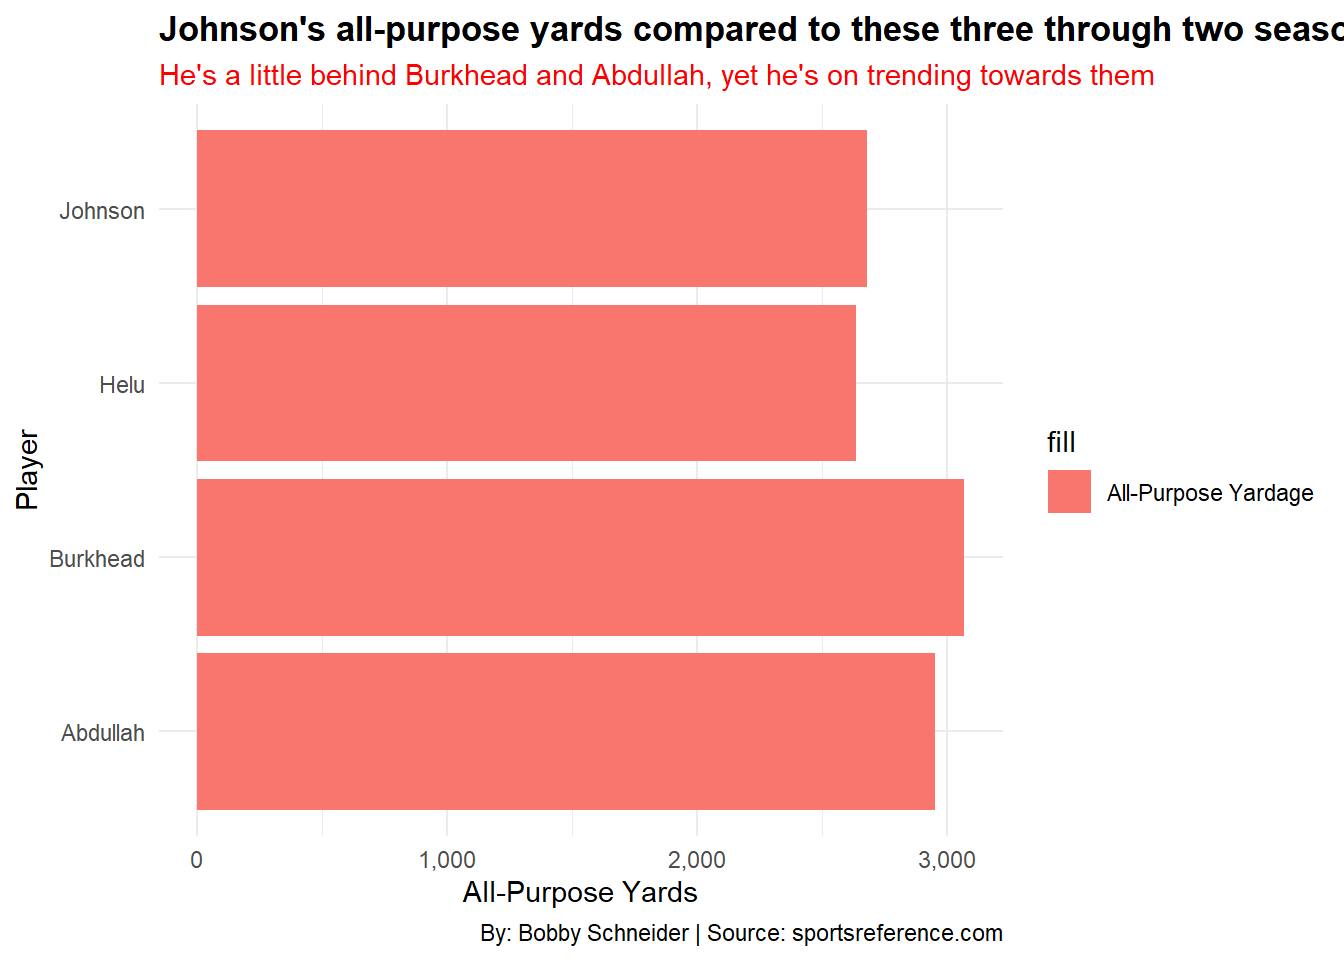 Johnson's all-purpose yards compared to these three through two seaso
He's a little behind Burkhead and Abdullah, yet he's on trending towards them
Johnson
Helu
Burkhead
Abdullah
Player
0
1,000
2,000
3,000
All-Purpose Yards
fill
All-Purpose Yardage
By: Bobby Schneider | Source: sportsreference.com